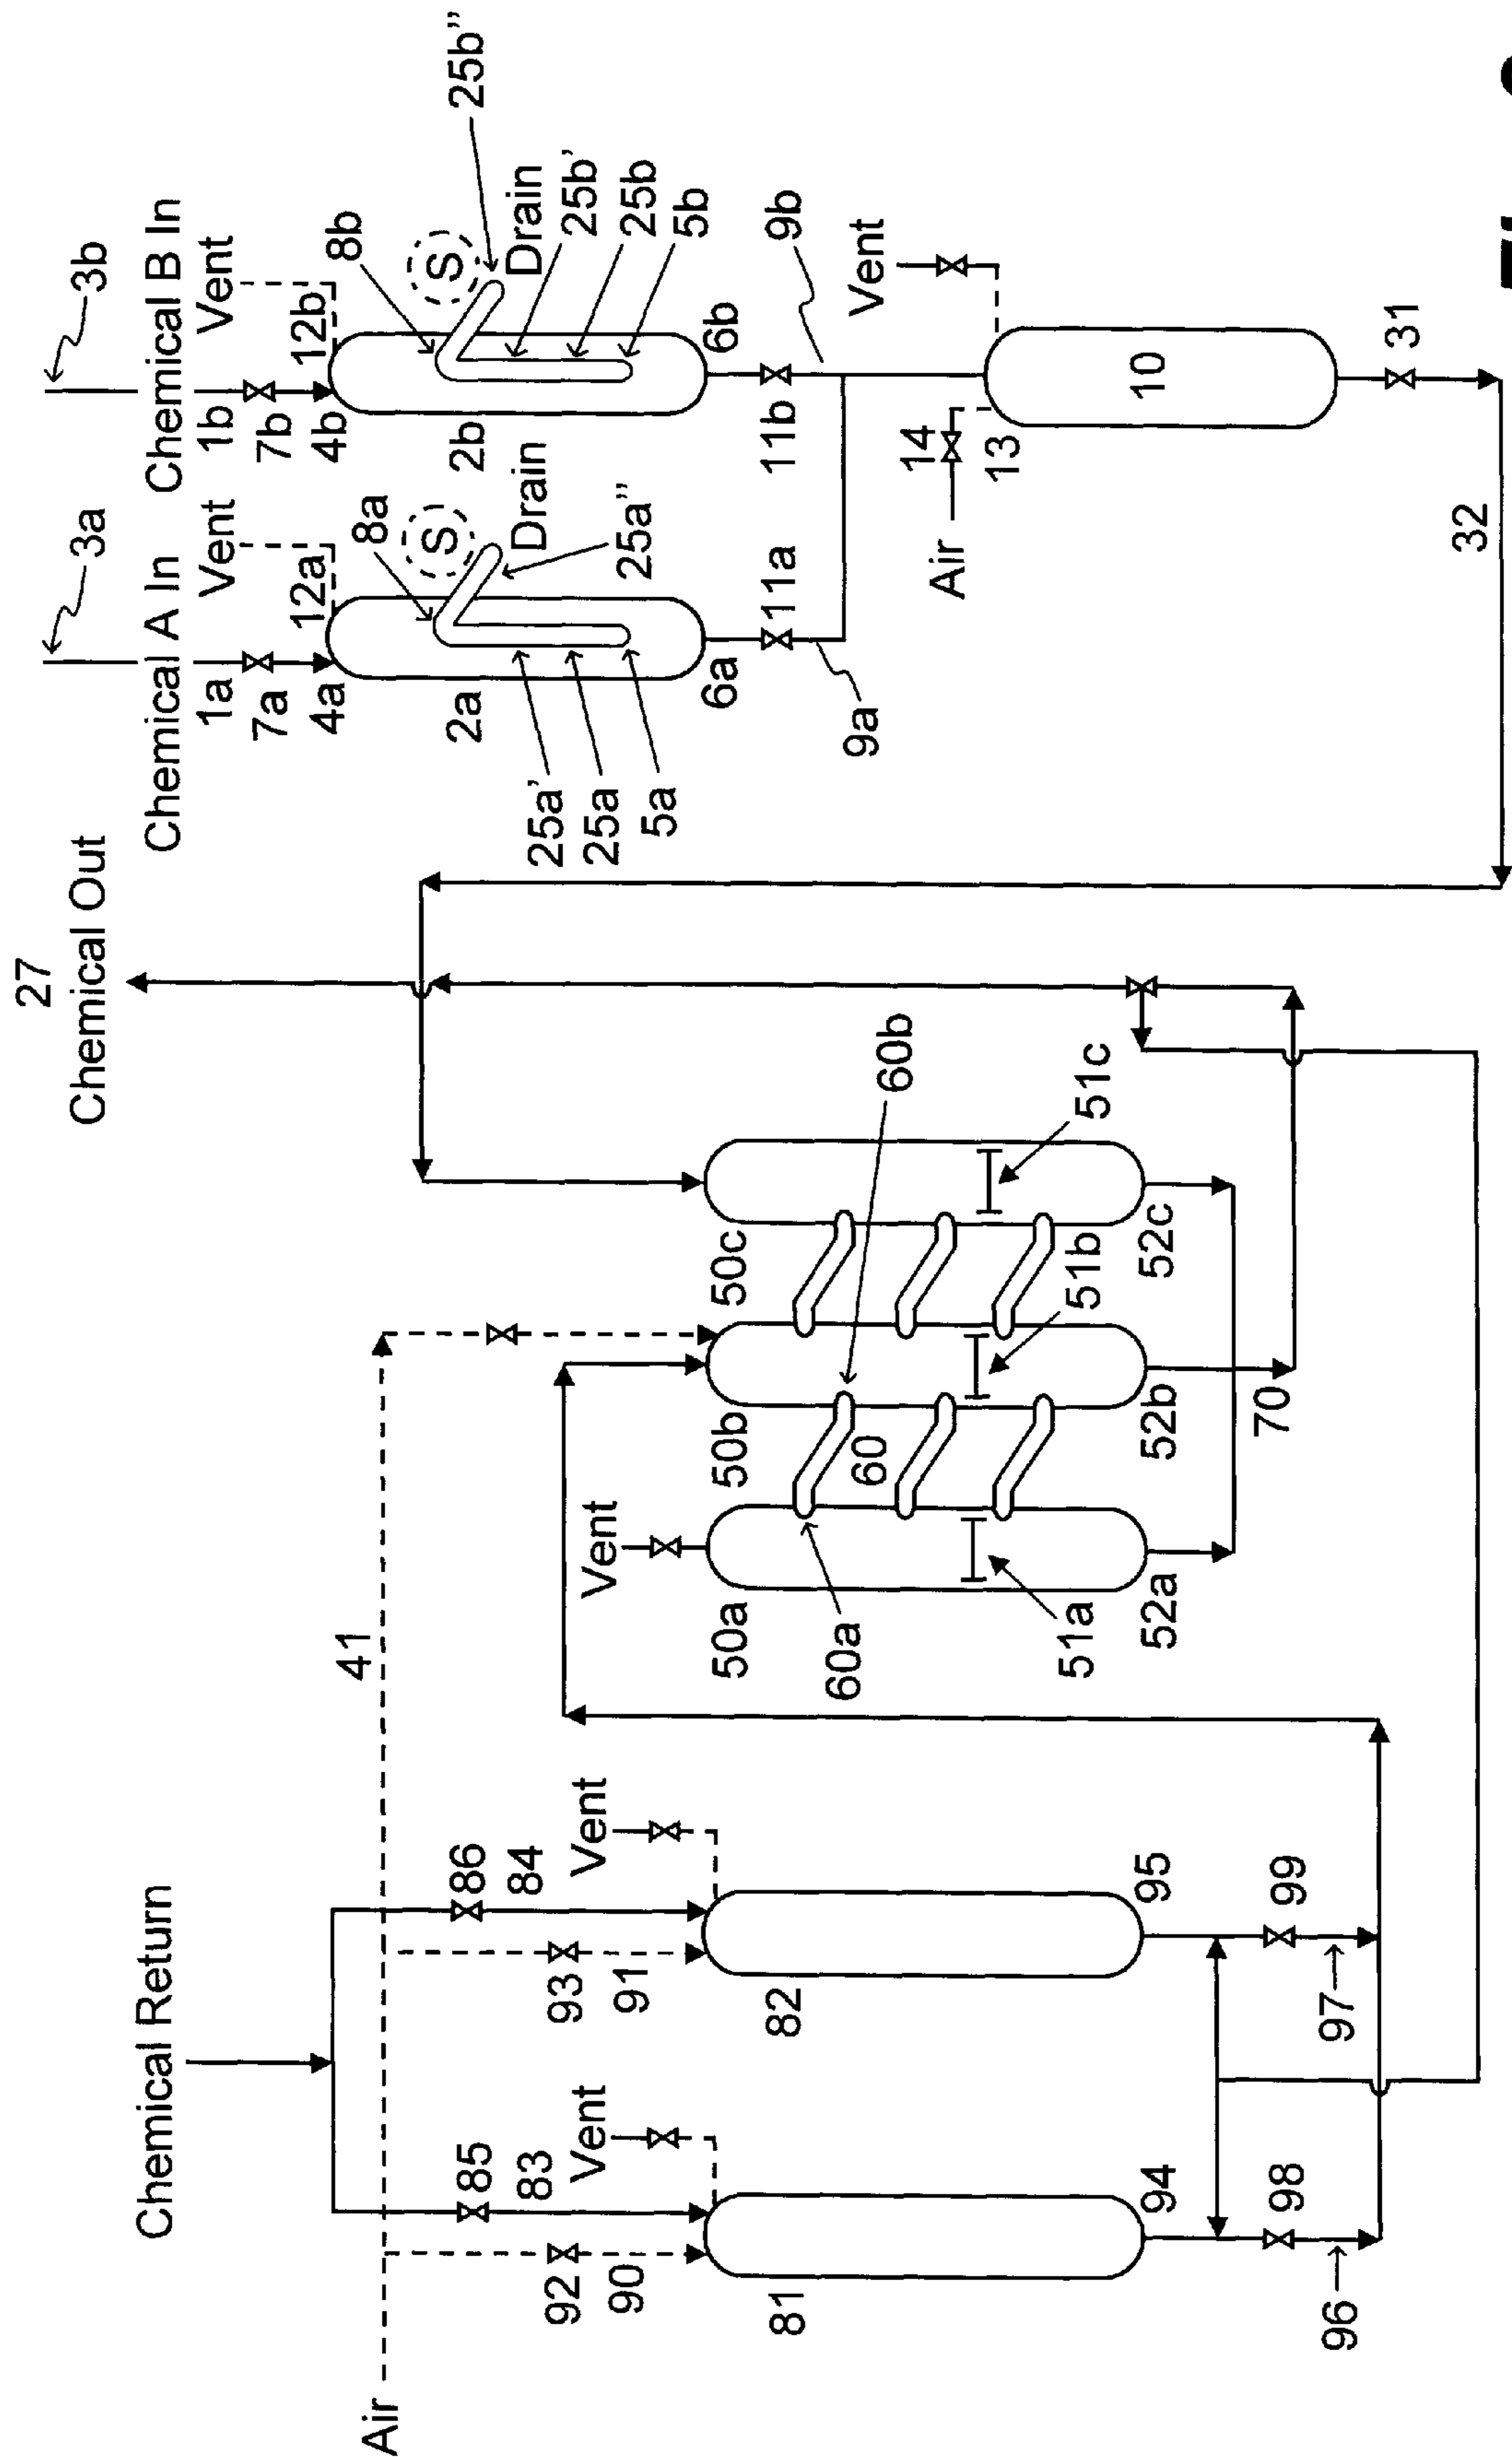 27
Chemical Out
Chemical A In
Chemical B In
3a
3b
1a
Vent
7a
12a
4a
8a
S
Drain
2a
25a"
25a'
25a
5a
6a
11a
9a
1b
Vent
7b
12b
4b
8b
S
25b"
Drain
2b
25b'
25b
5b
6b
11b
9b
Vent
Air
14
13
10
31
32
Chemical Return
Air
41
85
83
86
84
92
90
93
91
Vent
Vent
81
82
94
95
98
99
96
97
Vent
50a
50b
50c
60a
60
60b
51a
51b
51c
52a
52b
52c
70